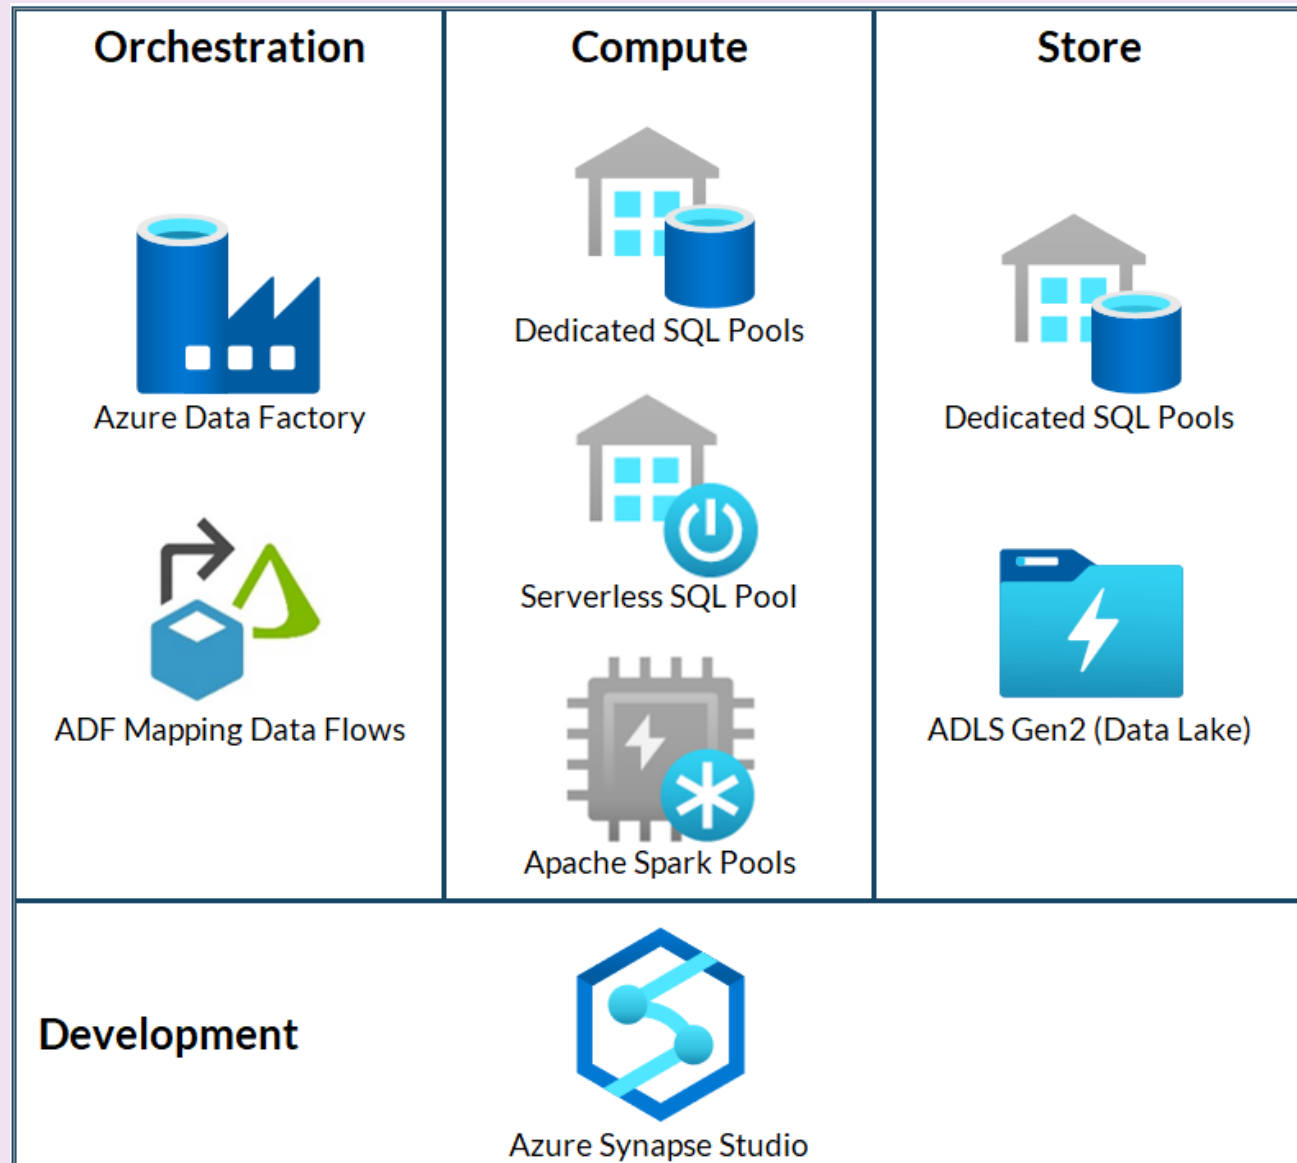 Orchestration
Compute
Store
Azure Data Factory
ADF Mapping Data Flows
Dedicated SQL Pools
Serverless SQL Pool
Apache Spark Pools
Dedicated SQL Pools
ADLS Gen2 (Data Lake)
Development
Azure Synapse Studio